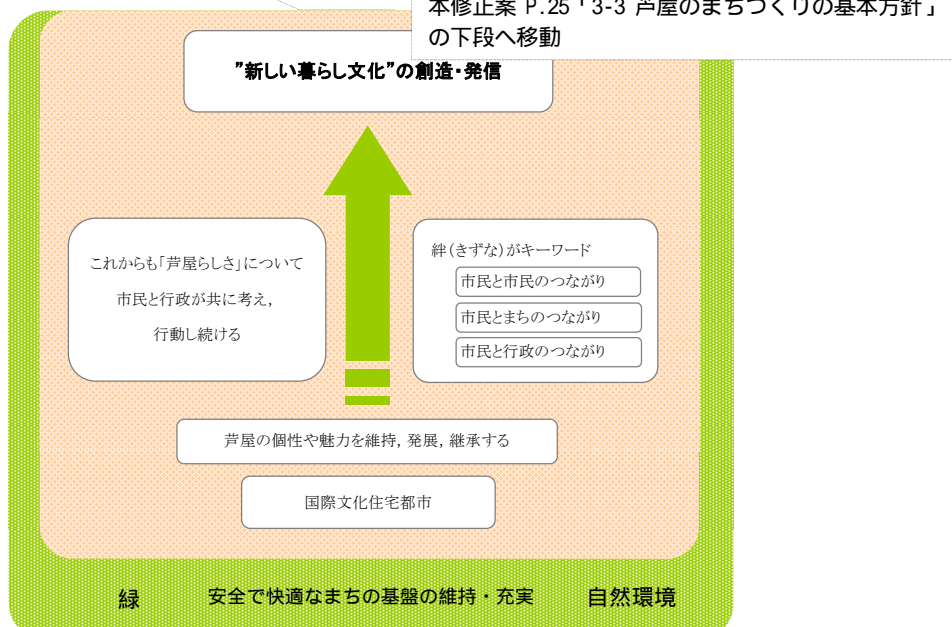 本修正案 P.25「3-3 芦屋のまちづくりの基本方針」
の下段へ移動
”新しい暮らし文化”の創造・発信
これからも「芦屋らしさ」について
市民と行政が共に考え,
行動し続ける
絆（きずな）がキーワード
市民と市民のつながり
市民とまちのつながり
市民と行政のつながり
芦屋の個性や魅力を維持, 発展, 継承する
国際文化住宅都市
緑 安全で快適なまちの基盤の維持・充実 自然環境